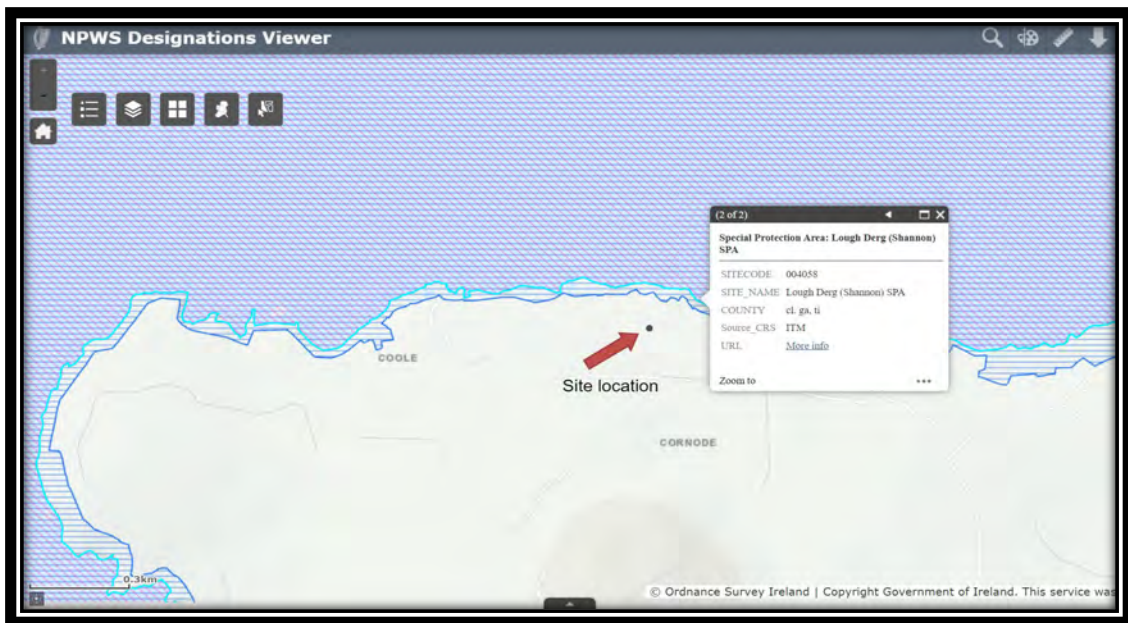 NPWS Designations Viewer
(2 of 2)
Special Protection Area: Lough Derg (Shannon)
SPA
SITECODE 004058
SITE_NAME Lough Derg (Shannon) SPA
COUNTY cl. ga, ti
Source_CRS ITM
URL More info
Zoom to
COOLE
Site location
CORNODE
0.3km
© Ordnance Survey Ireland | Copyright Government of Ireland. This service was